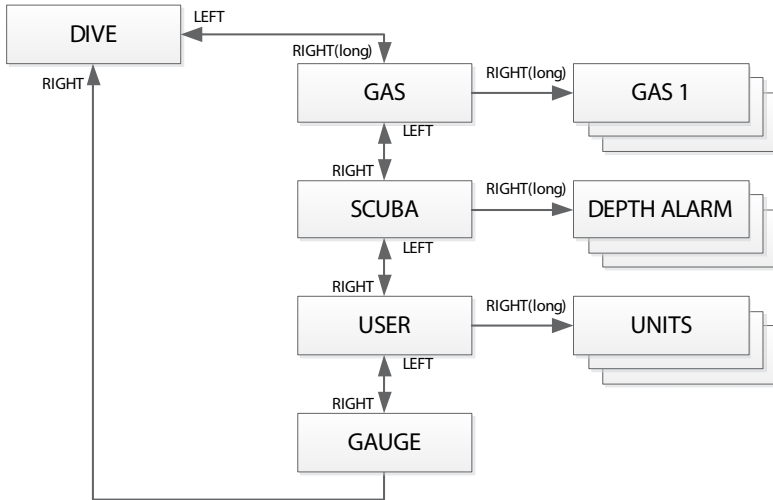 LEFT
DIVE
RIGHT(long)
RIGHT
RIGHT(long)
GAS
GAS 1
LEFT
RIGHT
RIGHT(long)
SCUBA
DEPTH ALARM
LEFT
RIGHT
RIGHT(long)
USER
UNITS
LEFT
RIGHT
GAUGE